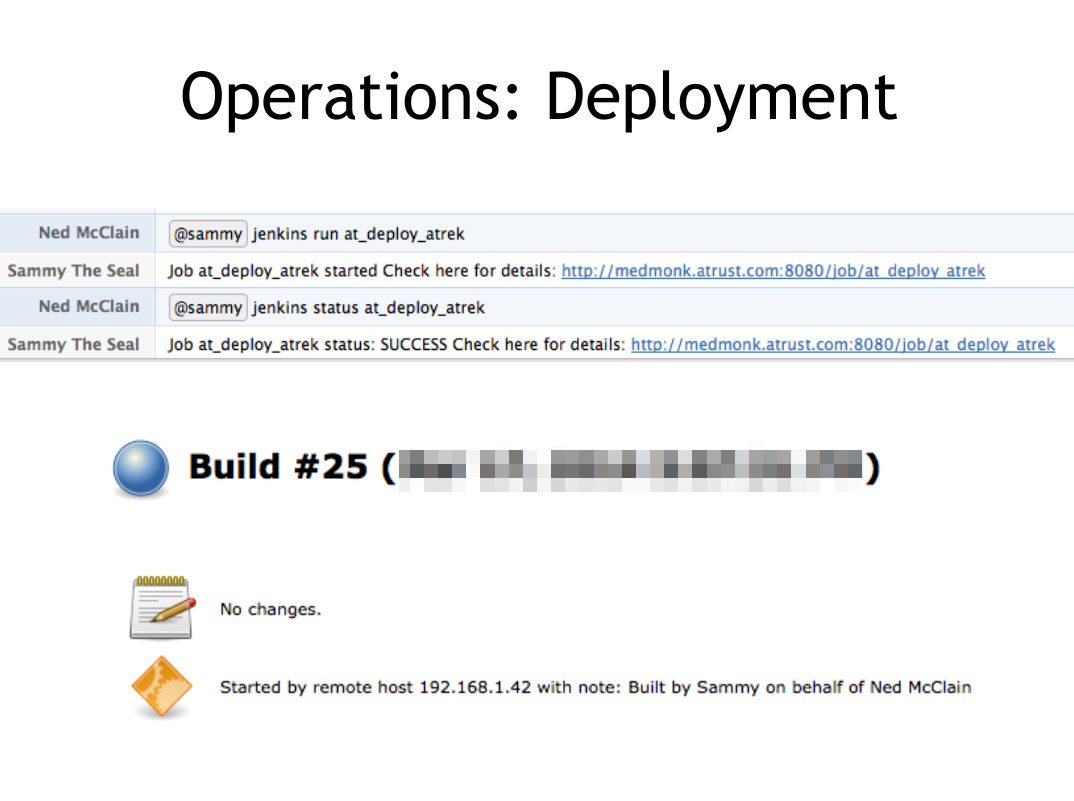 Operations: Deployment
Ned McClain @sammy jenkins run at_deploy_atrek
Sammy The Seal Job at_deploy_atrek started Check here for details: http://medmonk.atrust.com:8080/job/at_deploy_atrek
Ned McClain @sammy jenkins status at_deploy_atrek
Sammy The Seal Job at_deploy_atrek status: SUCCESS Check here for details: http://medmonk.atrust.com:8080/job/at_deploy_atrek
Build #25 ( )
No changes.
Started by remote host 192.168.1.42 with note: Built by Sammy on behalf of Ned McClain